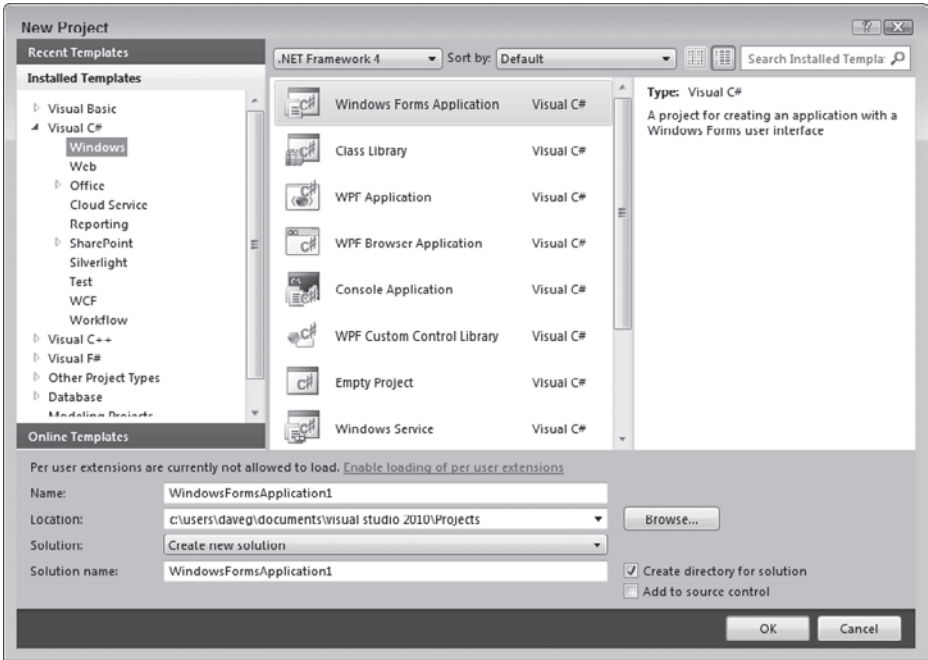 New Project
Recent Templates
Installed Templates
Visual Basic
Visual C#
Windows
Web
Office
Cloud Service
Reporting
SharePoint
Silverlight
Test
WCF
Workflow
Visual C++
Visual F#
Other Project Types
Database
Modeling Projects
Online Templates
.NET Framework 4
Sort by: Default
Search Installed Templa
Windows Forms Application Visual C#
Class Library Visual C#
WPF Application Visual C#
WPF Browser Application Visual C#
Console Application Visual C#
WPF Custom Control Library Visual C#
Empty Project Visual C#
Windows Service Visual C#
Type: Visual C#
A project for creating an application with a
Windows Forms user interface
Per user extensions are currently not allowed to load. Enable loading of per user extensions
Name: WindowsFormsApplication1
Location: c:\users\daveg\documents\visual studio 2010\Projects Browse...
Solution: Create new solution
Solution name: WindowsFormsApplication1
Create directory for solution
Add to source control
OK Cancel